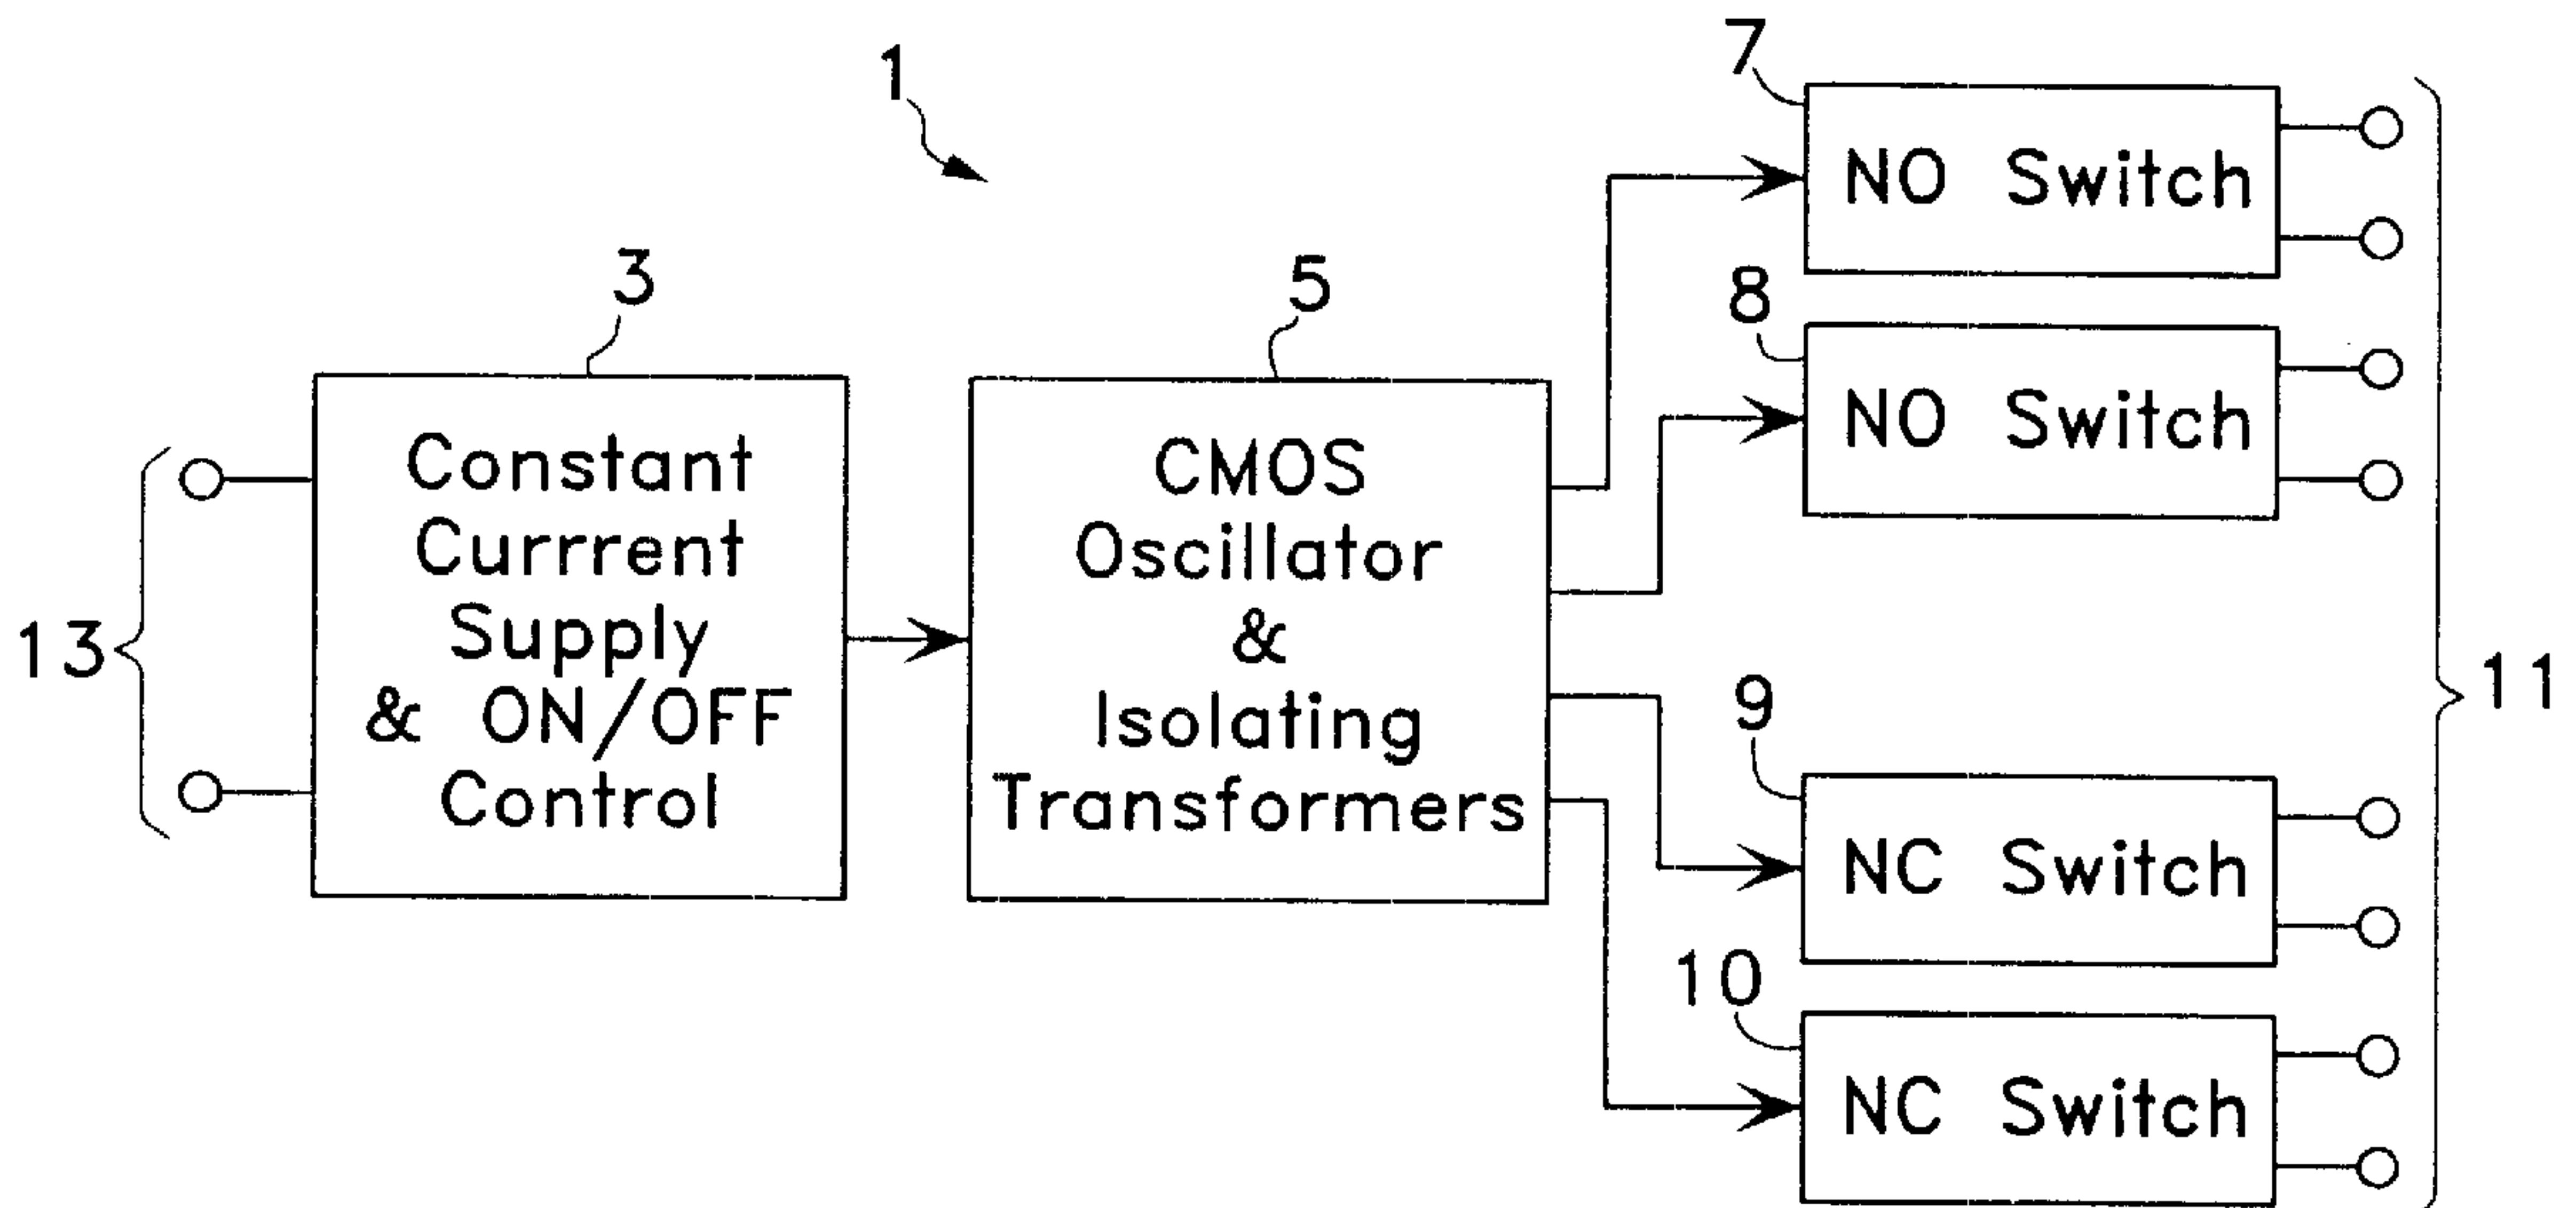 1
7
NO Switch
8
NO Switch
3
Constant
Currrent
Supply
& ON/OFF
Control
5
CMOS
Oscillator
&
Isolating
Transformers
13
9
NC Switch
10
NC Switch
11